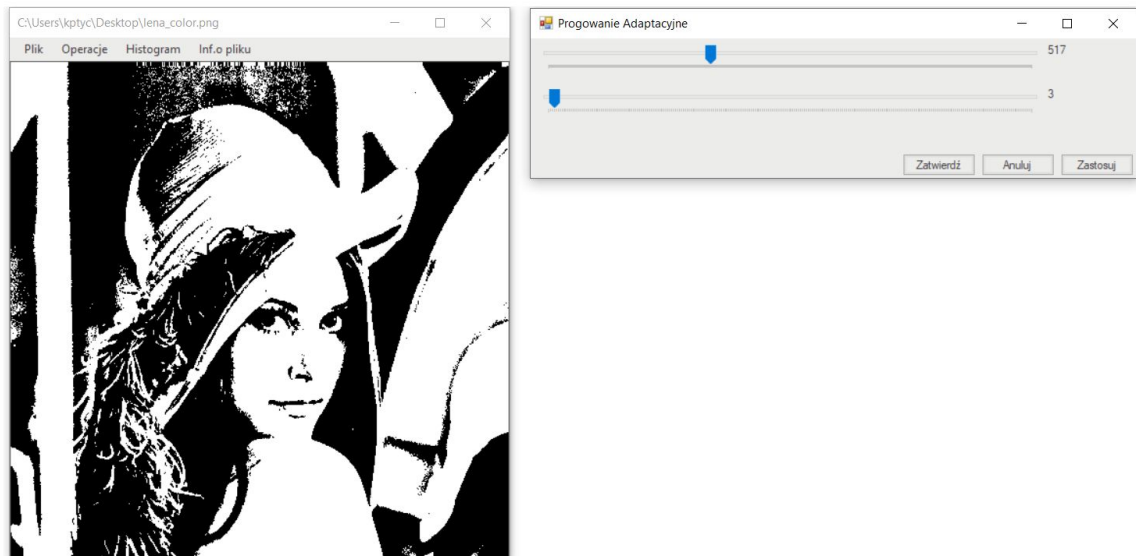 C:\Users\kptyc\Desktop\lena_color.png
Plik Operacje Histogram Inf.o pliku
Progowanie Adaptacyjne
517
3
Zatwierdź Anuluj Zastosuj